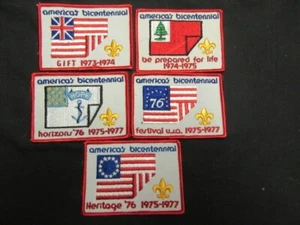 america's bicentennial
GIFT 1973-1974
america's bicentennial
be prepared for life
1974-1975
america's bicentennial
horizons '76 1975-1977
america's bicentennial
'76
festival u.s.a. 1975-1977
america's bicentennial
Heritage '76 1975-1977